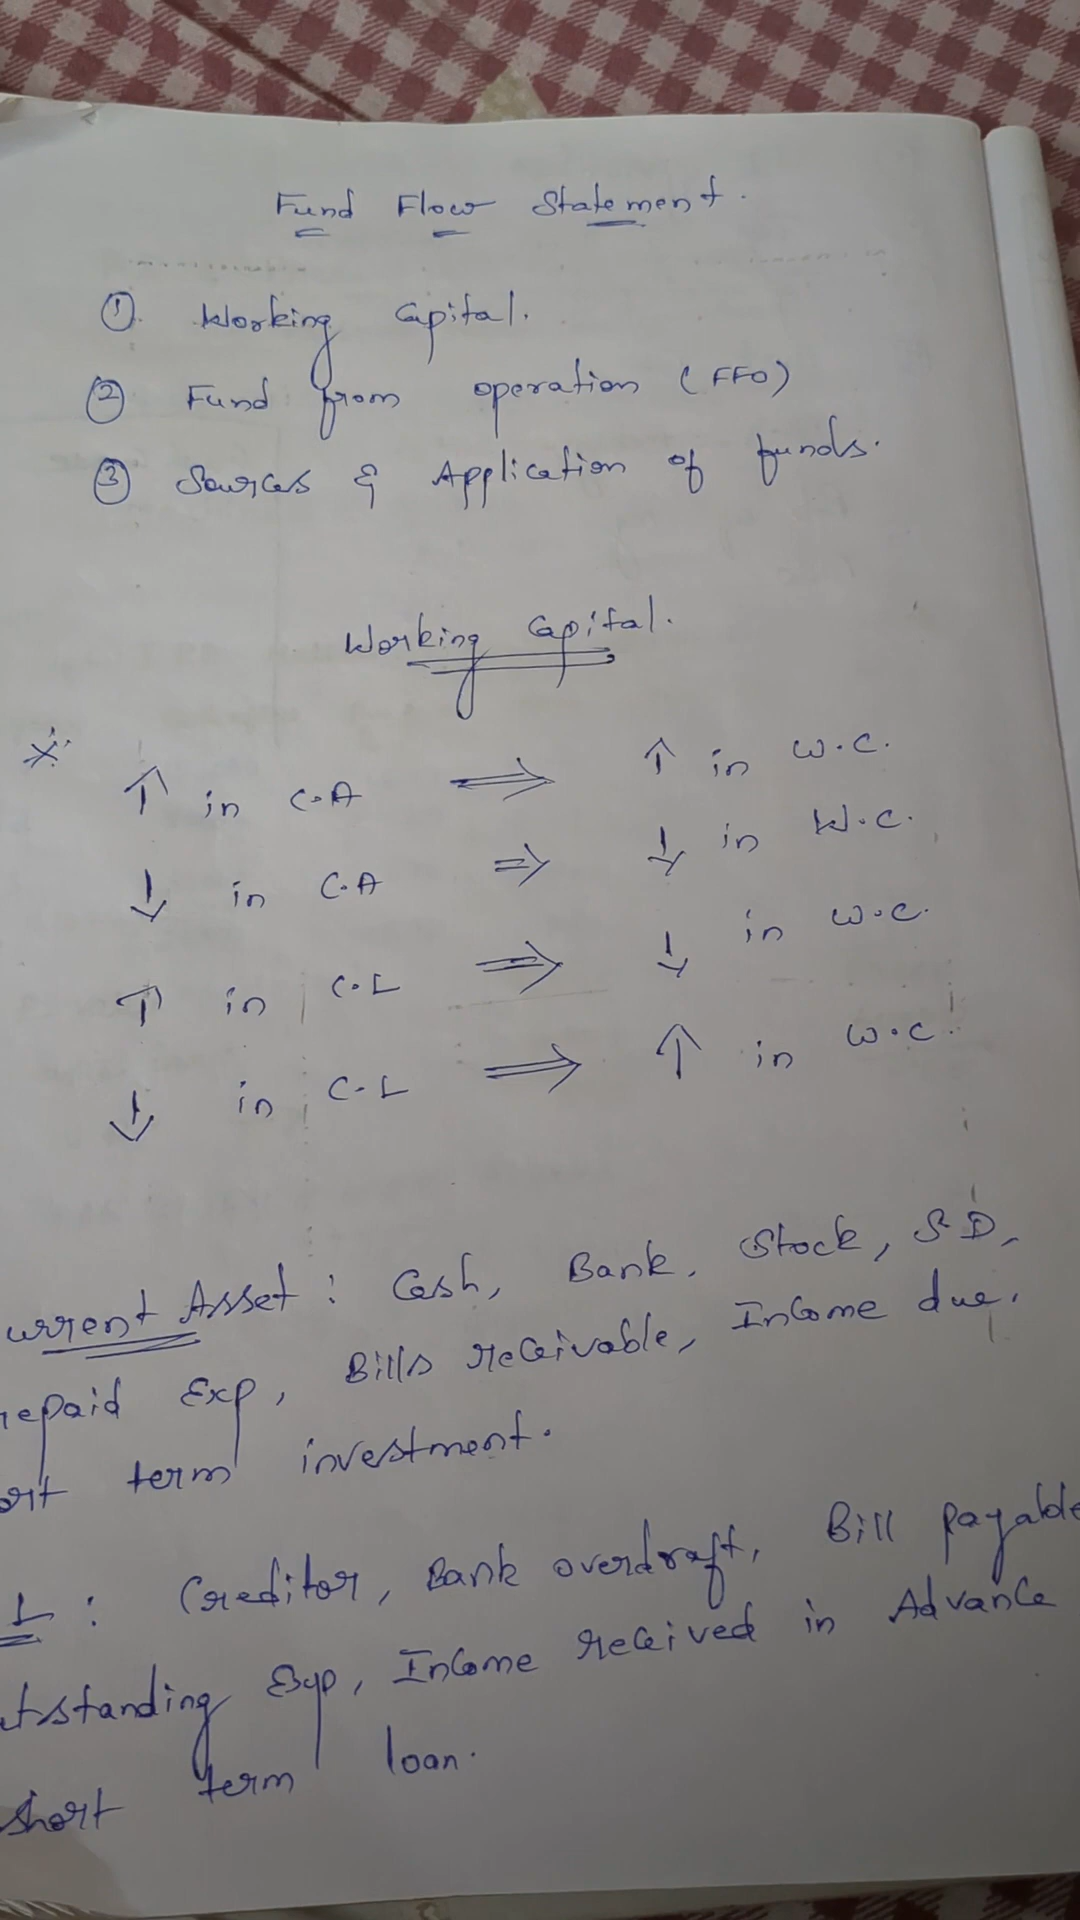 Fund Flow Statement.
① Working Capital.
② Fund from operation (FFO)
③ Sources & Application of funds.
Working Capital.
↑ in C.A ⇒ ↑ in W.C.
↓ in C.A ⇒ ↓ in W.C.
↑ in C.L ⇒ ↓ in W.C.
↓ in C.L ⇒ ↑ in W.C.
urrent Asset : Cash, Bank, Stock, S.D,
repaid Exp, Bills receivable, Income due,
ort term investment.
L : Creditor, Bank overdraft, Bill payable
utstanding Exp, Income received in Advance
short term loan.